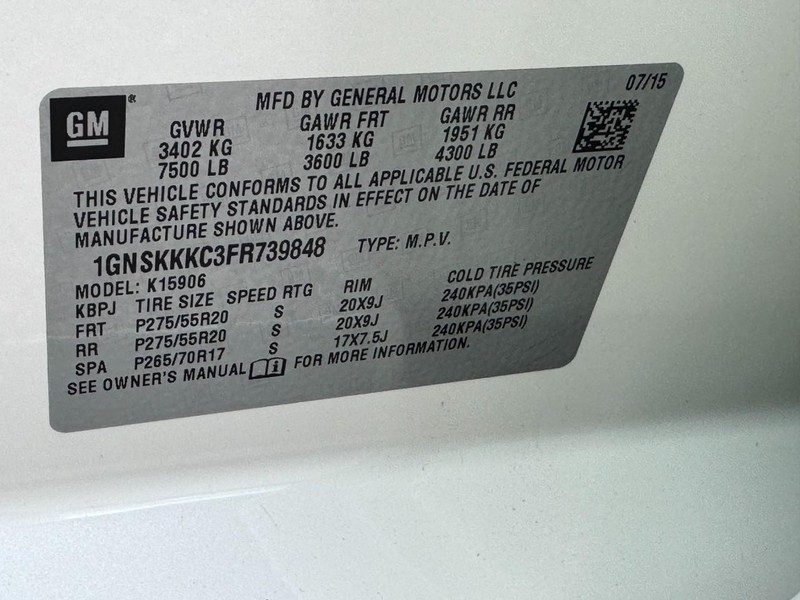 GM®
MFD BY GENERAL MOTORS LLC
07/15
GVWR GAWR FRT GAWR RR
3402 KG 1633 KG 1951 KG
7500 LB 3600 LB 4300 LB
THIS VEHICLE CONFORMS TO ALL APPLICABLE U.S. FEDERAL MOTOR
VEHICLE SAFETY STANDARDS IN EFFECT ON THE DATE OF
MANUFACTURE SHOWN ABOVE.
1GNSKKKC3FR739848 TYPE: M.P.V.
MODEL: K15906
KBPJ TIRE SIZE SPEED RTG RIM COLD TIRE PRESSURE
FRT P275/55R20 S 20X9J 240KPA(35PSI)
RR P275/55R20 S 20X9J 240KPA(35PSI)
SPA P265/70R17 S 17X7.5J 240KPA(35PSI)
SEE OWNER'S MANUAL FOR MORE INFORMATION.